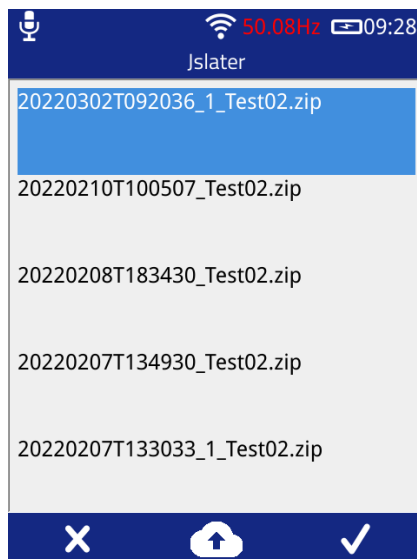 50.08Hz 09:28
Jslater
20220302T092036_1_Test02.zip
20220210T100507_Test02.zip
20220208T183430_Test02.zip
20220207T134930_Test02.zip
20220207T133033_1_Test02.zip